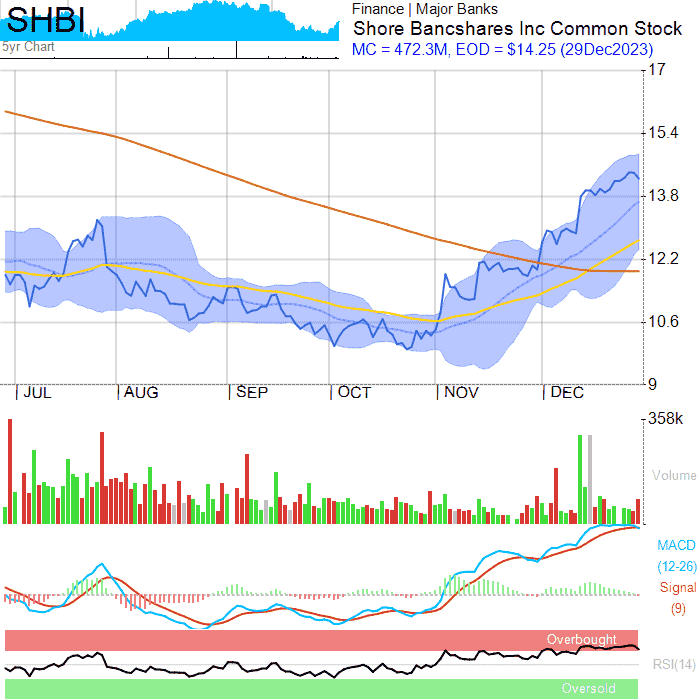 SHBI
5yr Chart
Finance | Major Banks
Shore Bancshares Inc Common Stock
MC = 472.3M, EOD = $14.25 (29Dec2023)
17
15.4
13.8
12.2
10.6
9
JUL AUG SEP OCT NOV DEC
358k
Volume
MACD
(12-26)
Signal
(9)
Overbought
RSI(14)
Oversold